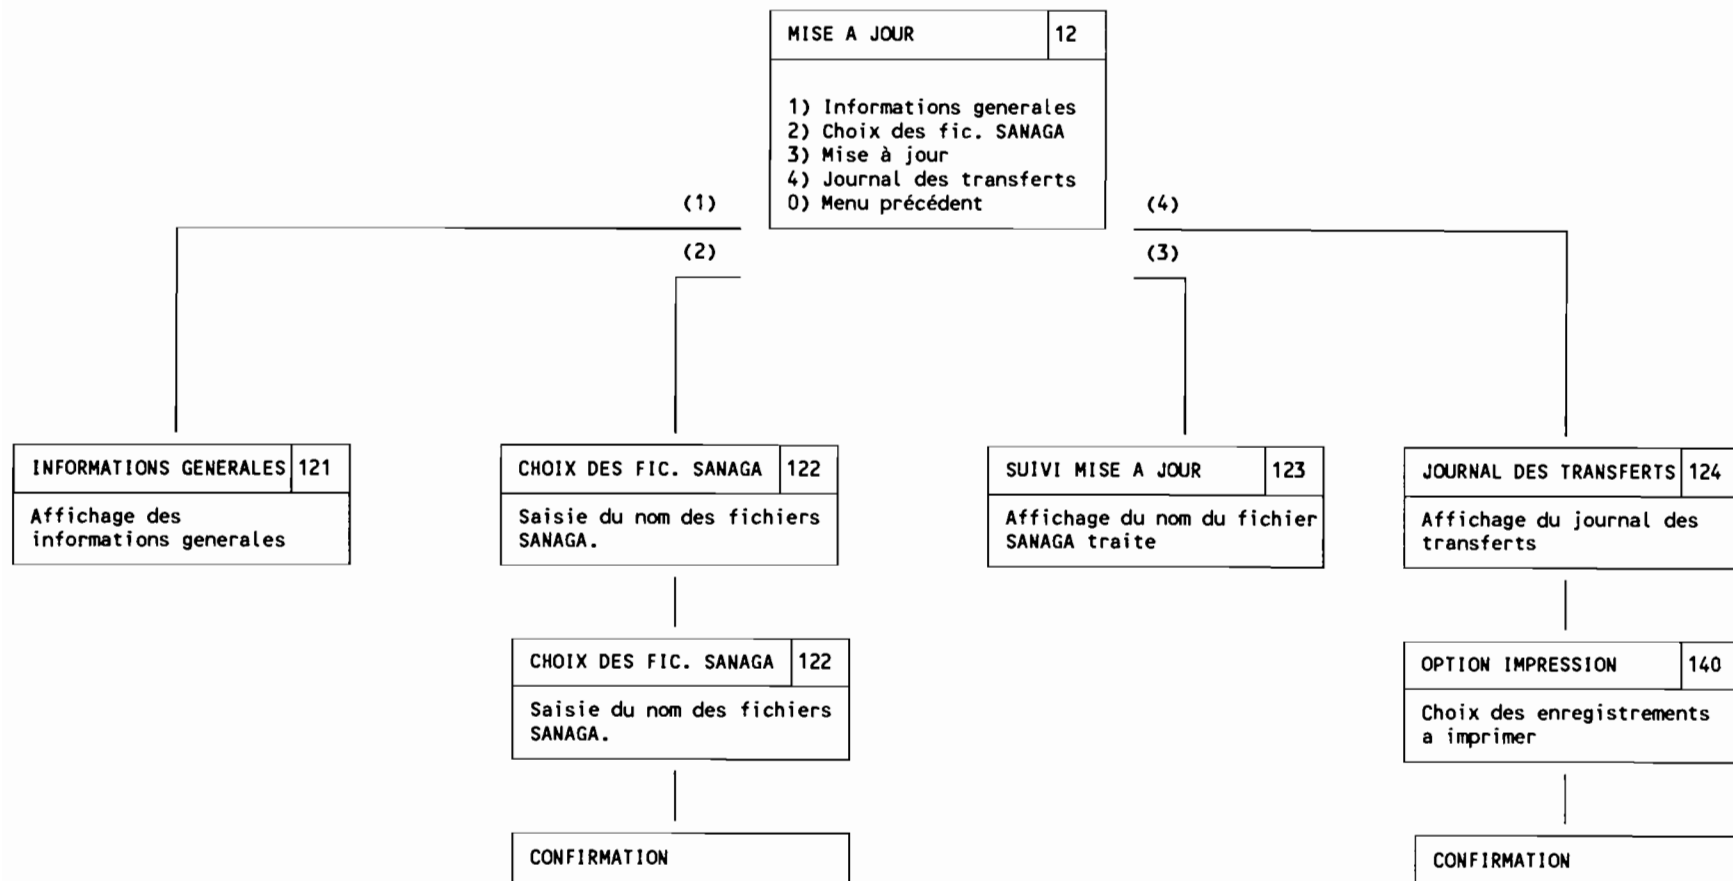 MISE A JOUR 12
1) Informations generales
2) Choix des fic. SANAGA
3) Mise à jour
4) Journal des transferts
0) Menu précédent
(1)
(4)
(2)
(3)
INFORMATIONS GENERALES 121
Affichage des
informations generales
CHOIX DES FIC. SANAGA 122
Saisie du nom des fichiers
SANAGA.
SUIVI MISE A JOUR 123
Affichage du nom du fichier
SANAGA traite
JOURNAL DES TRANSFERTS 124
Affichage du journal des
transferts
CHOIX DES FIC. SANAGA 122
Saisie du nom des fichiers
SANAGA.
OPTION IMPRESSION 140
Choix des enregistrements
a imprimer
CONFIRMATION
CONFIRMATION